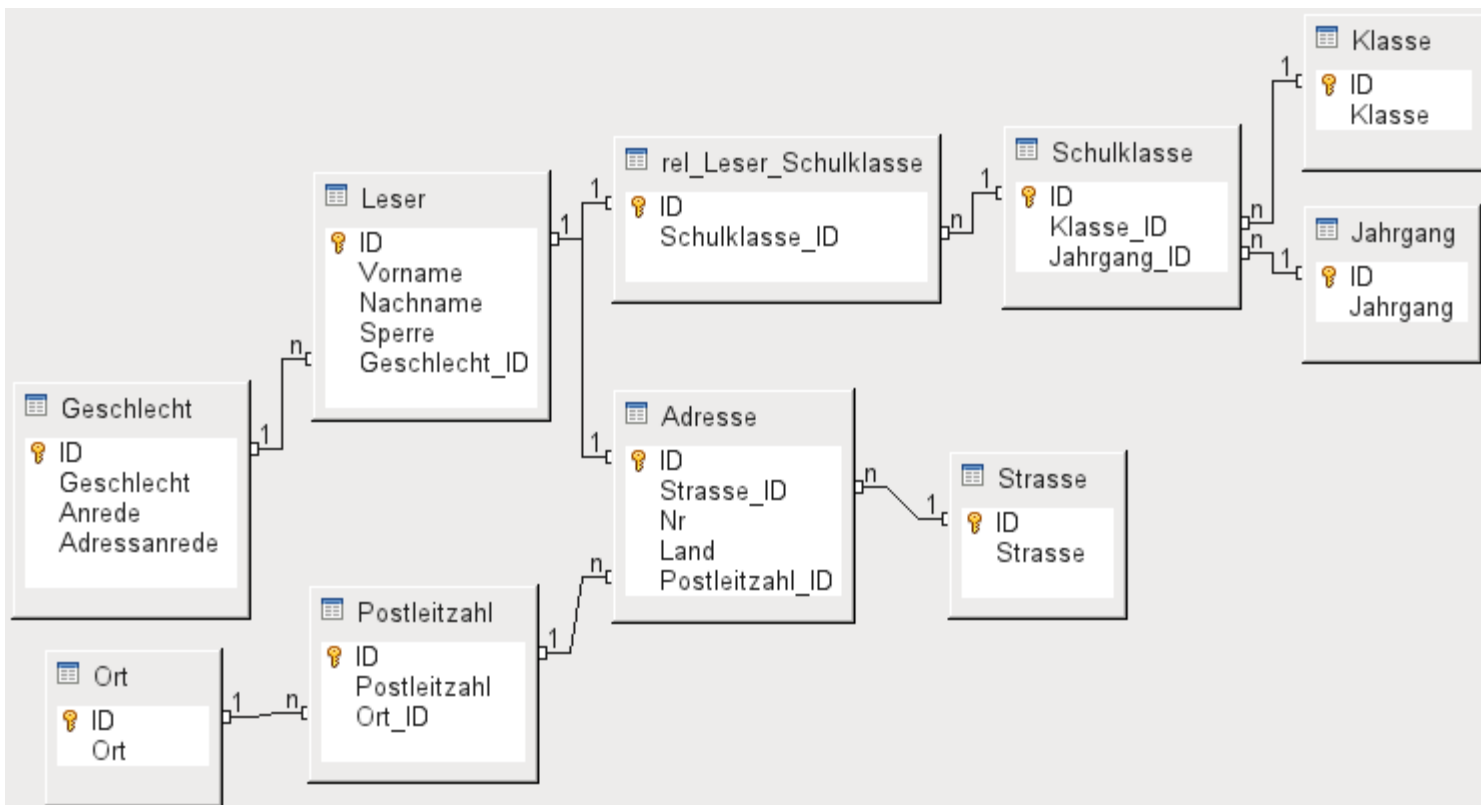 Klasse
ID
Klasse
1
n
Schulklasse
ID
Klasse_ID
Jahrgang_ID
1
n
1
Jahrgang
ID
Jahrgang
rel_Leser_Schulklasse
ID
Schulklasse_ID
1
n
Leser
ID
Vorname
Nachname
Sperre
Geschlecht_ID
1
n
Geschlecht
ID
Geschlecht
Anrede
Adressanrede
1
Adresse
ID
Strasse_ID
Nr
Land
Postleitzahl_ID
1
n
n
Strasse
ID
Strasse
1
Postleitzahl
ID
Postleitzahl
Ort_ID
1
n
Ort
ID
Ort
1